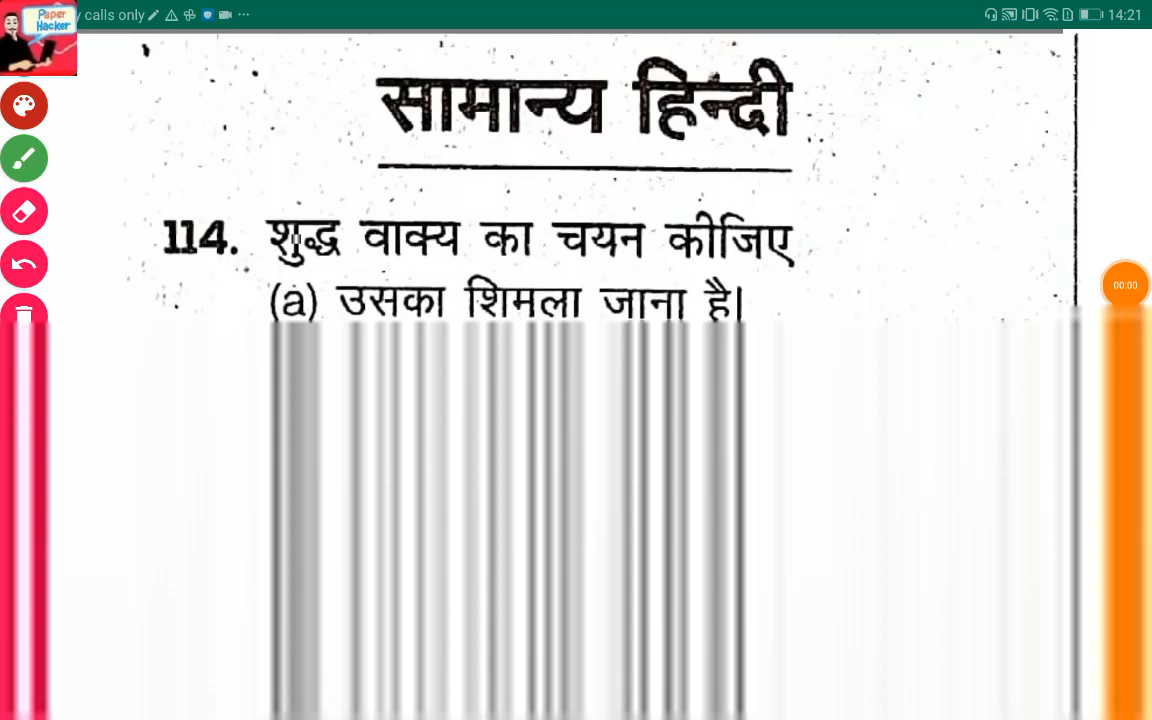 Paper
Hacker
y calls only
14:21
सामान्य हिन्दी
114. शुद्ध वाक्य का चयन कीजिए
(a) उसका शिमला जाना है।
00:00